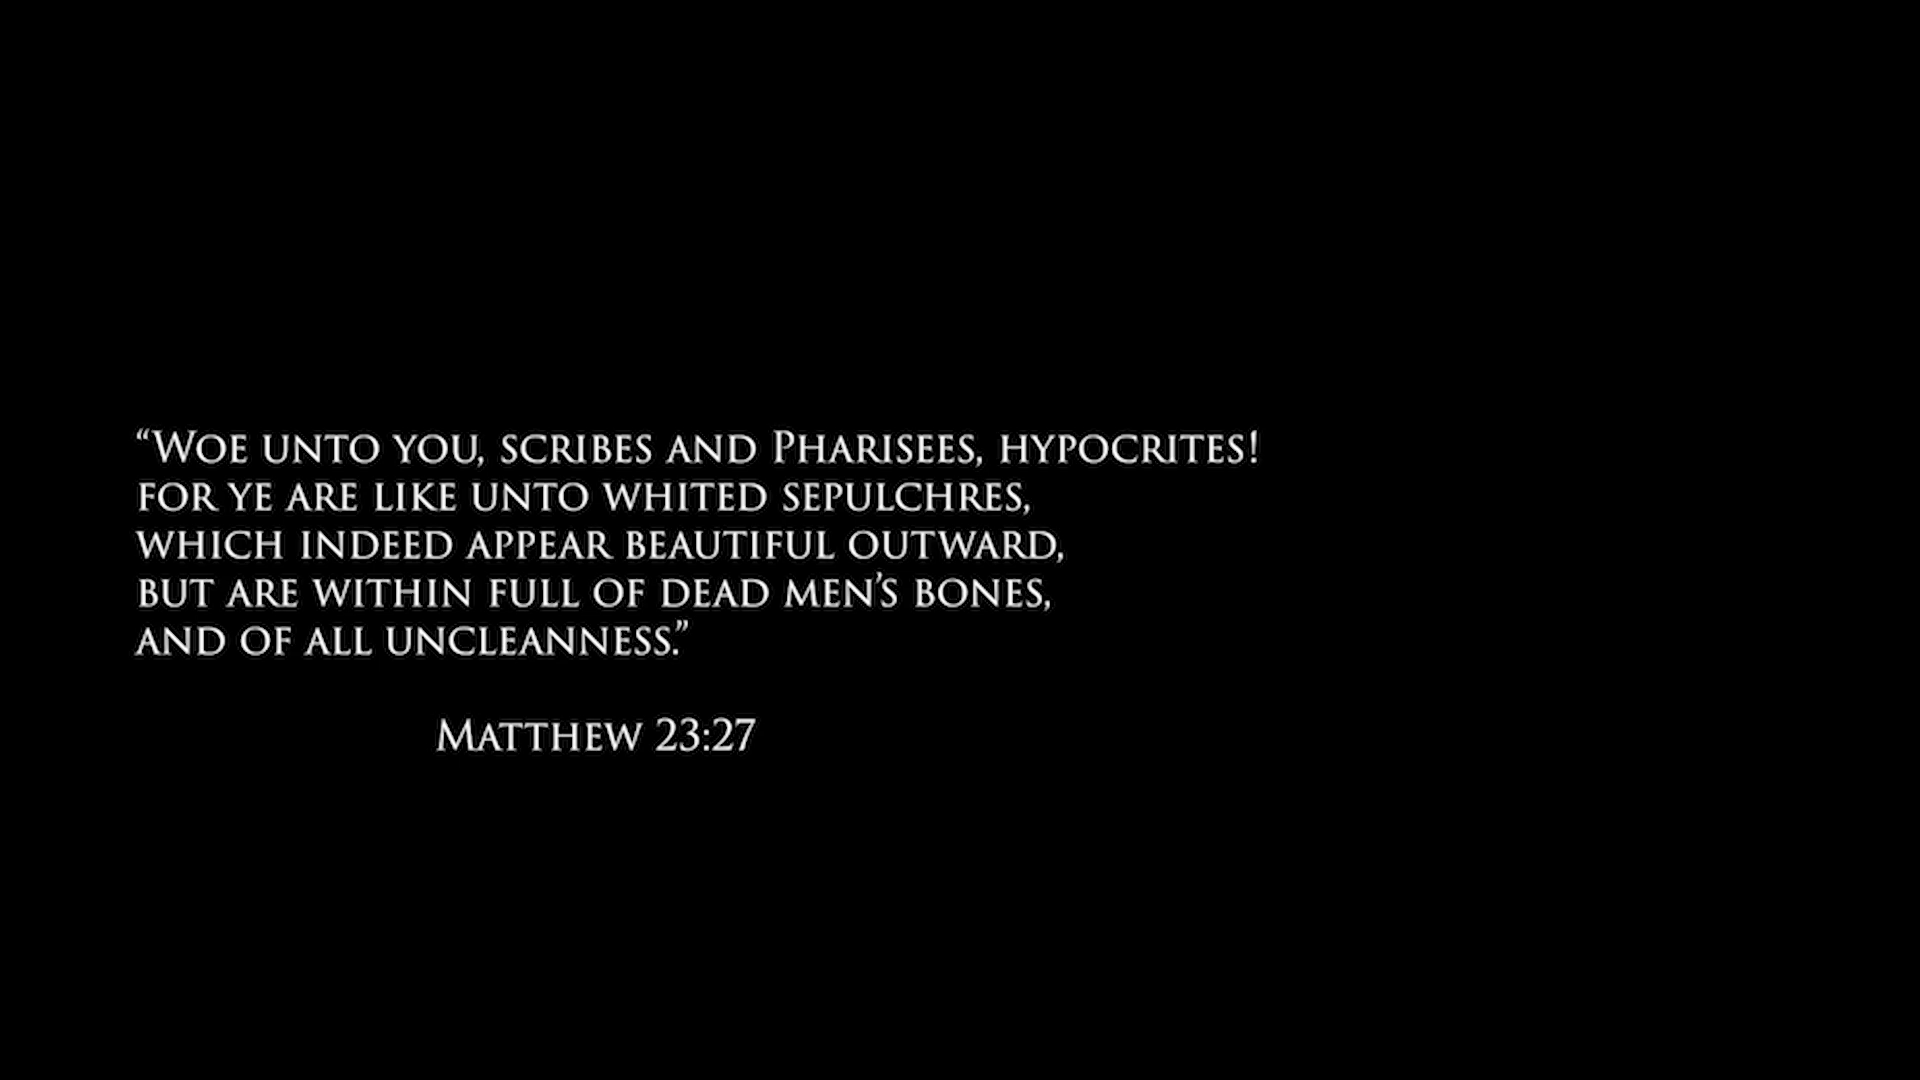 “Woe unto you, scribes and Pharisees, hypocrites!
for ye are like unto whited sepulchres,
which indeed appear beautiful outward,
but are within full of dead men’s bones,
and of all uncleanness.”
Matthew 23:27